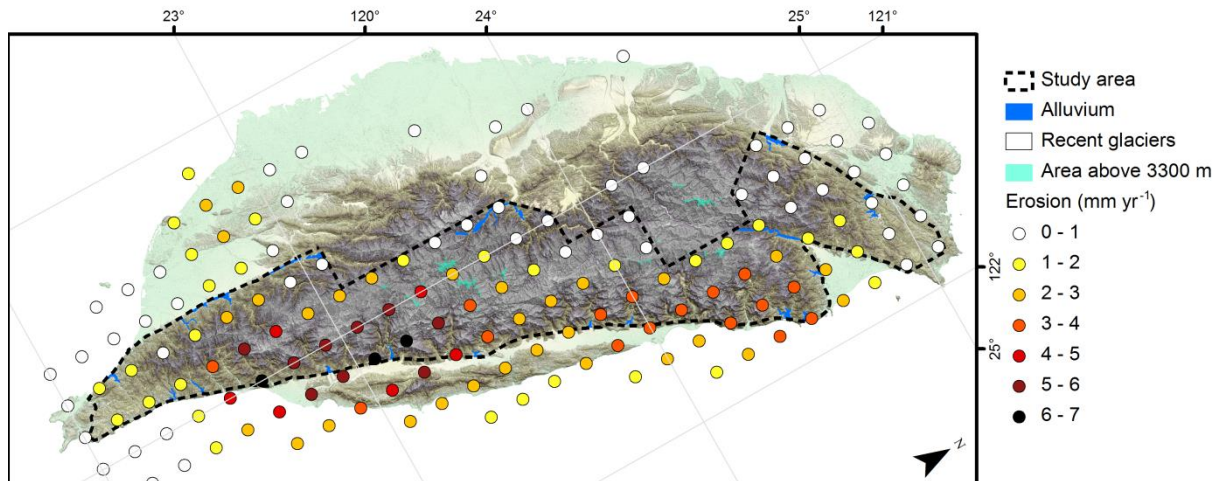 23° 120° 24° 25° 121°
Study area
Alluvium
Recent glaciers
Area above 3300 m
Erosion (mm yr⁻¹)
0 - 1
1 - 2
2 - 3
3 - 4
4 - 5
5 - 6
6 - 7
122°
25°
N